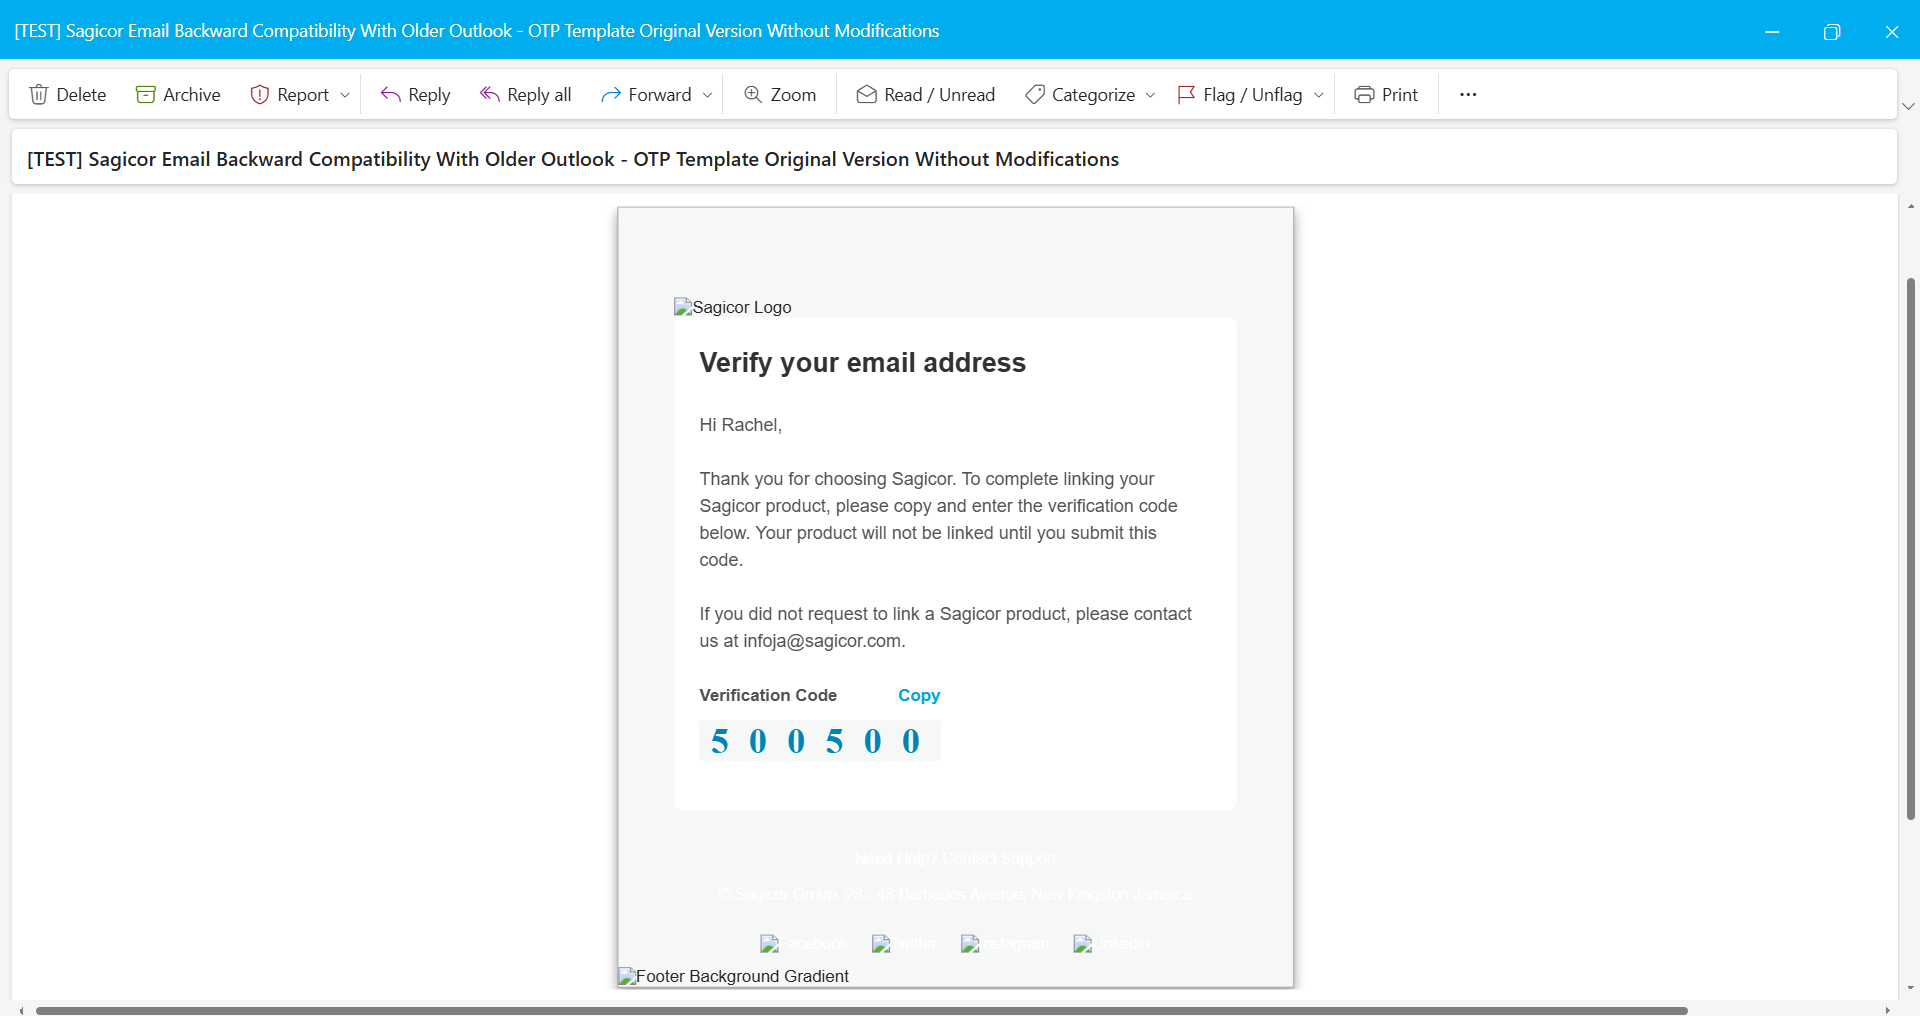 [TEST] Sagicor Email Backward Compatibility With Older Outlook - OTP Template Original Version Without Modifications
Delete Archive Report Reply Reply all Forward Zoom Read / Unread Categorize Flag / Unflag Print ...
[TEST] Sagicor Email Backward Compatibility With Older Outlook - OTP Template Original Version Without Modifications
Sagicor Logo
Verify your email address
Hi Rachel,
Thank you for choosing Sagicor. To complete linking your
Sagicor product, please copy and enter the verification code
below. Your product will not be linked until you submit this
code.
If you did not request to link a Sagicor product, please contact
us at infoja@sagicor.com.
Verification Code Copy
5 0 0 5 0 0
Need Help? Contact Support
© Sagicor Group. 28 - 48 Barbados Avenue, New Kingston Jamaica
Facebook Twitter Instagram Linkedin
Footer Background Gradient